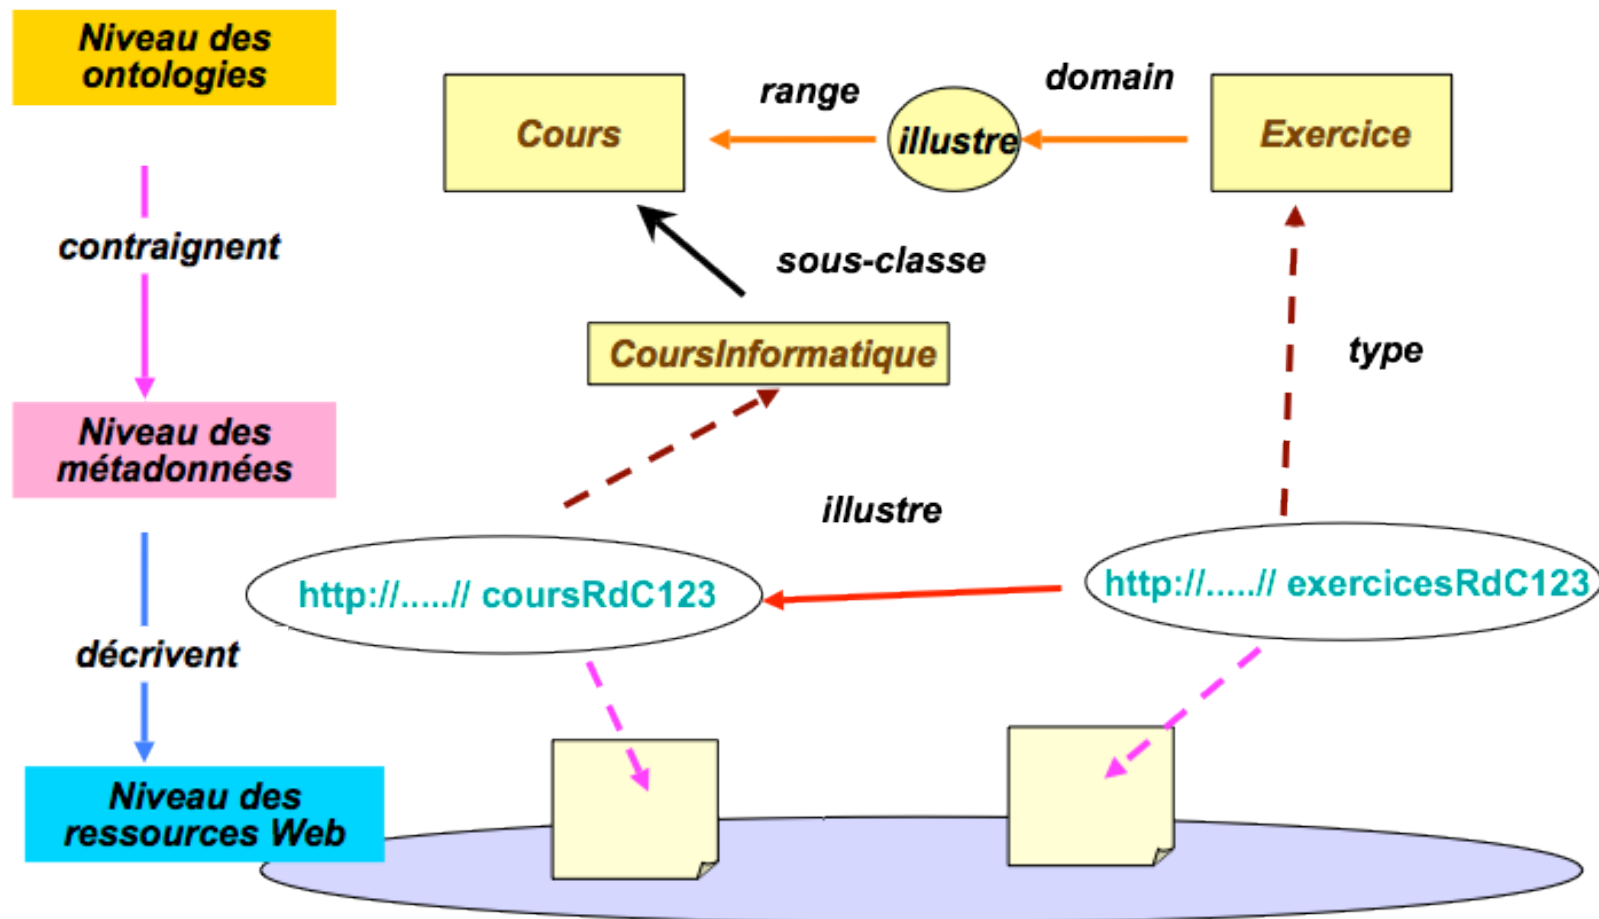 Niveau des
ontologies
range
domain
Cours
illustre
Exercice
contraignent
sous-classe
CoursInformatique
type
Niveau des
métadonnées
illustre
http://.....// coursRdC123
http://.....// exercicesRdC123
décrivent
Niveau des
ressources Web